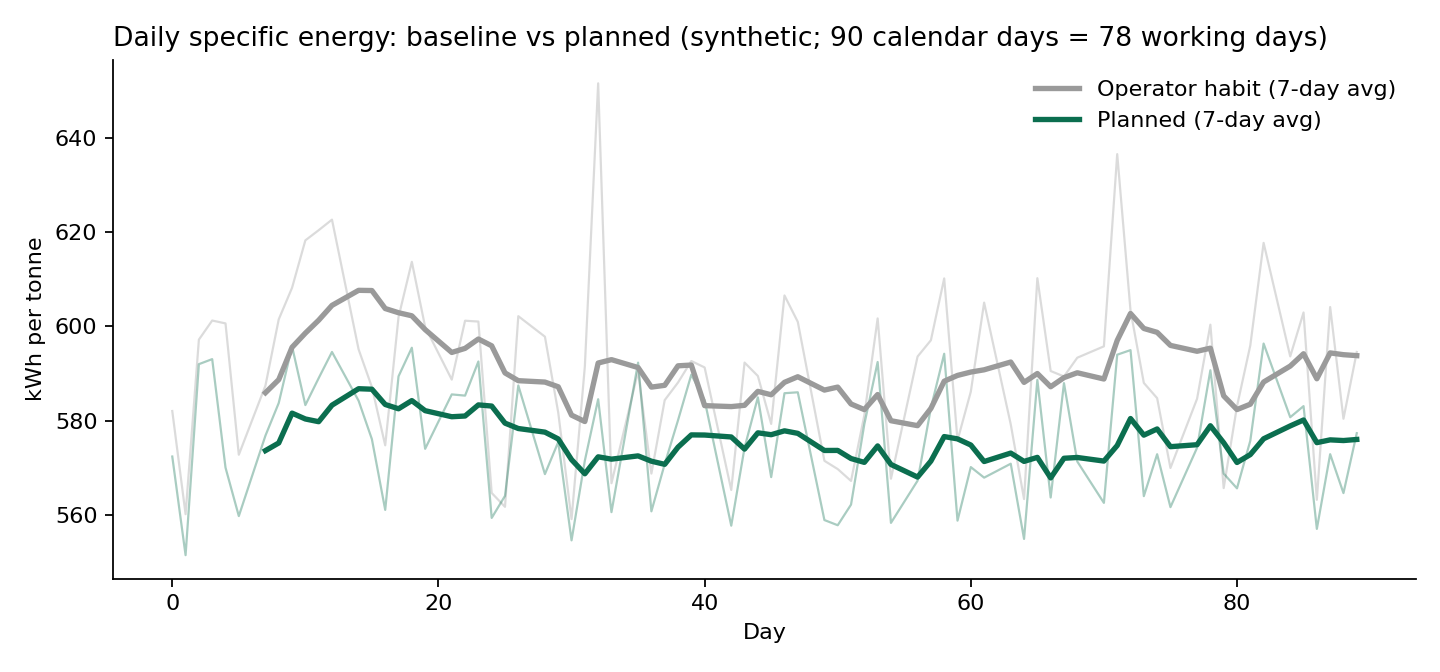 Daily specific energy: baseline vs planned (synthetic; 90 calendar days = 78 working days)
Operator habit (7-day avg)
Planned (7-day avg)
kWh per tonne
640
620
600
580
560
0 20 40 60 80
Day